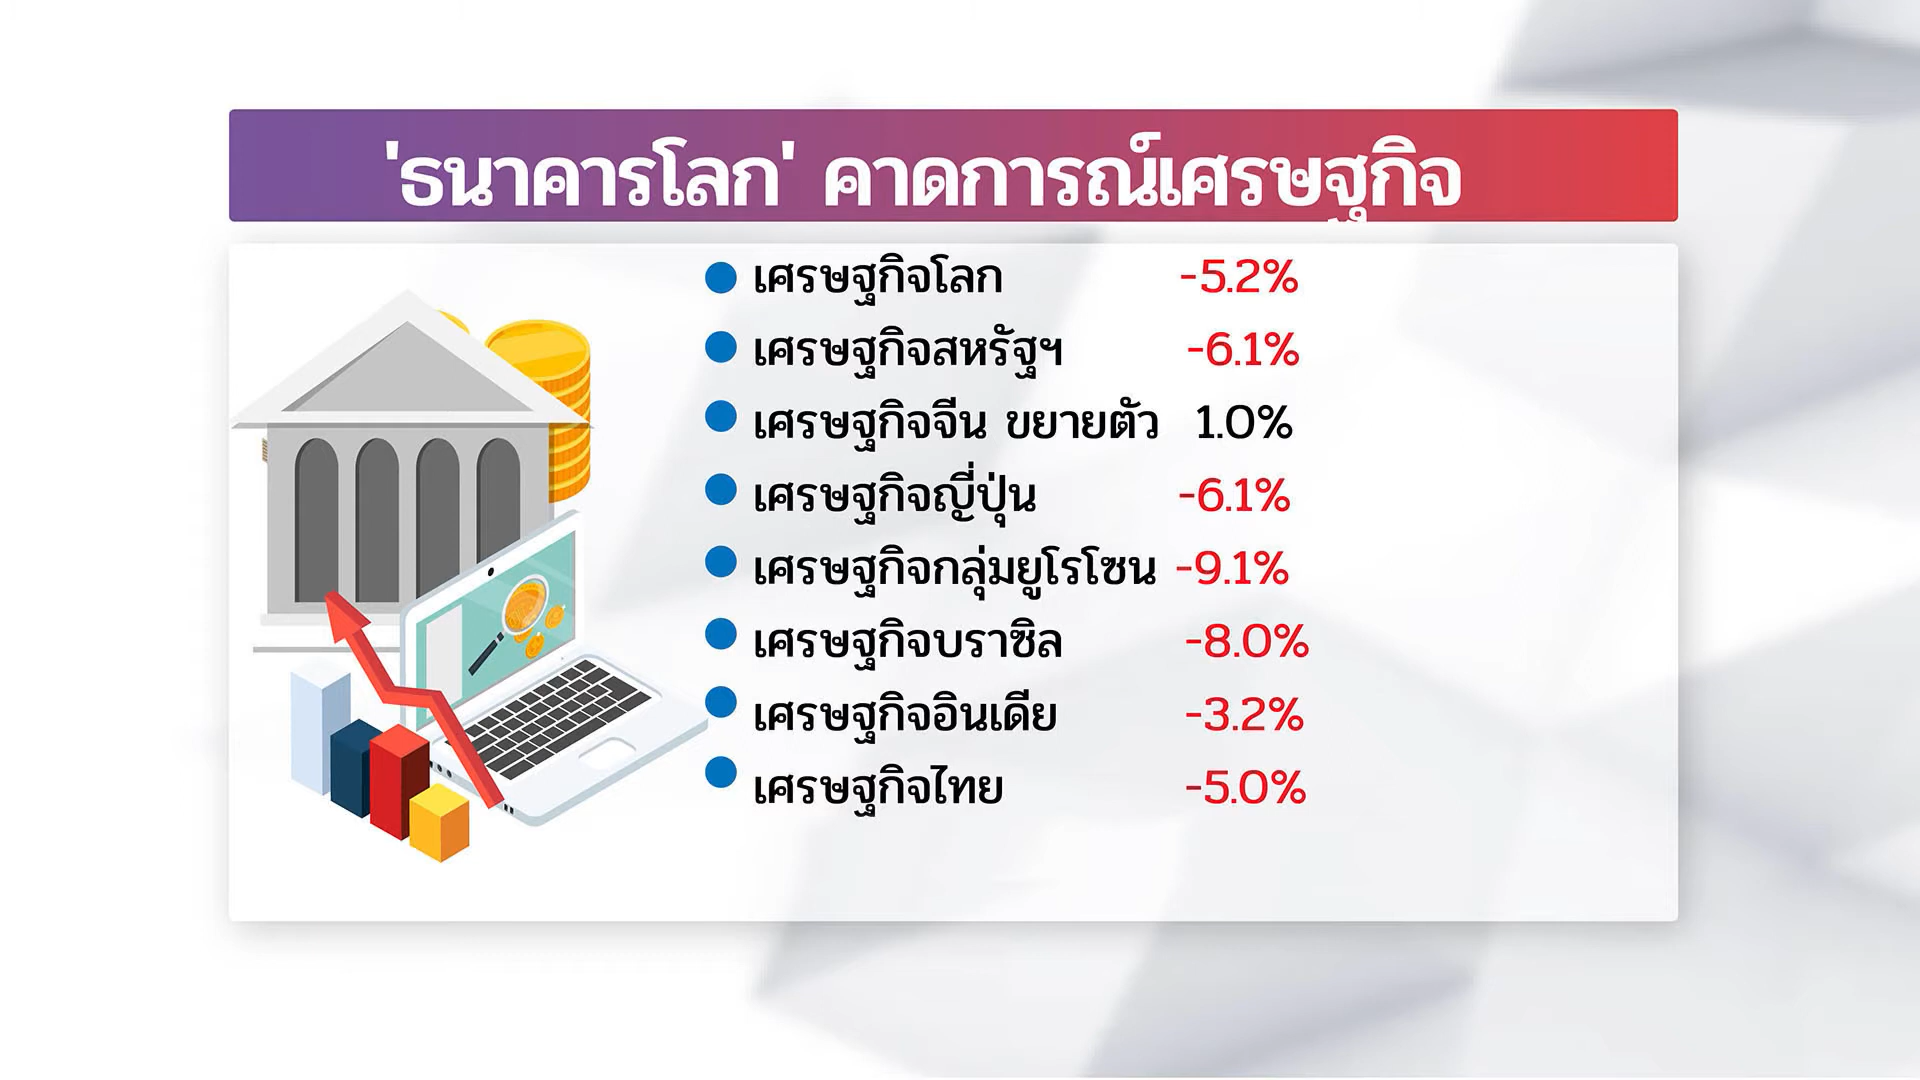 'ธนาคารโลก' คาดการณ์เศรษฐกิจ
เศรษฐกิจโลก -5.2%
เศรษฐกิจสหรัฐฯ -6.1%
เศรษฐกิจจีน ขยายตัว 1.0%
เศรษฐกิจญี่ปุ่น -6.1%
เศรษฐกิจกลุ่มยูโรโซน -9.1%
เศรษฐกิจบราซิล -8.0%
เศรษฐกิจอินเดีย -3.2%
เศรษฐกิจไทย -5.0%